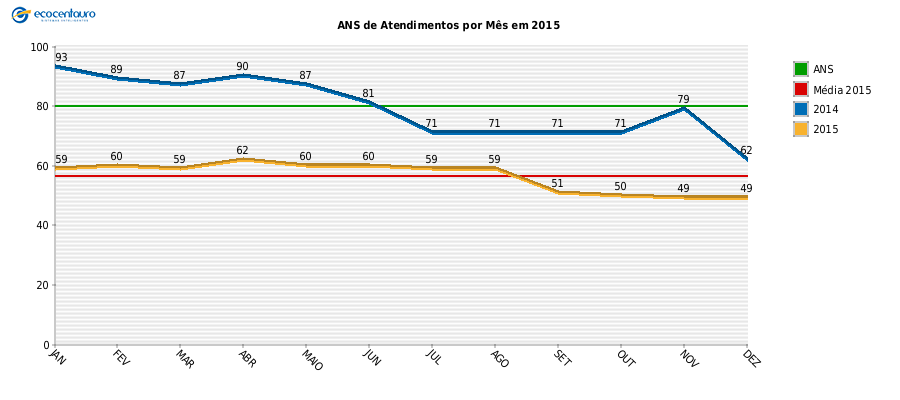 ecocentauro
ANS de Atendimentos por Mês em 2015
100
80
60
40
20
0
93 89 87 90 87 81 71 71 71 71 79 62
59 60 59 62 60 60 59 59 51 50 49 49
JAN FEV MAR ABR MAIO JUN JUL AGO SET OUT NOV DEZ
ANS
Média 2015
2014
2015